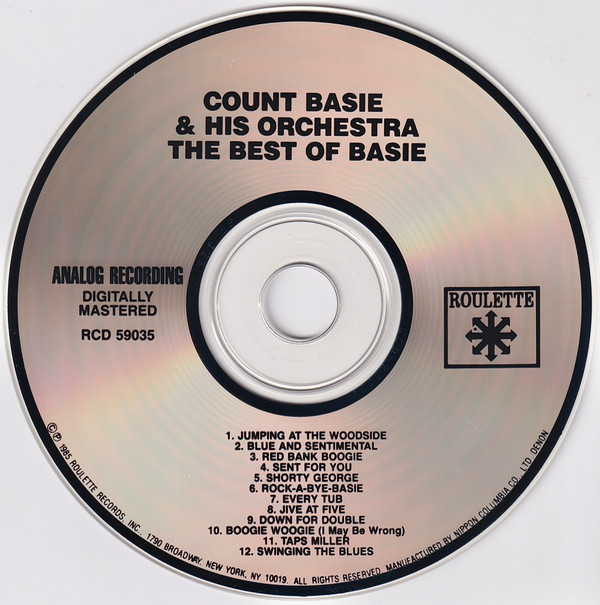 COUNT BASIE
& HIS ORCHESTRA
THE BEST OF BASIE
ANALOG RECORDING
DIGITALLY
MASTERED
RCD 59035
ROULETTE
1. JUMPING AT THE WOODSIDE
2. BLUE AND SENTIMENTAL
3. RED BANK BOOGIE
4. SENT FOR YOU
5. SHORTY GEORGE
6. ROCK-A-BYE-BASIE
7. EVERY TUB
8. JIVE AT FIVE
9. DOWN FOR DOUBLE
10. BOOGIE WOOGIE (I May Be Wrong)
11. TAPS MILLER
12. SWINGING THE BLUES
©℗ 1985 ROULETTE RECORDS, INC. 1790 BROADWAY, NEW YORK, NY 10019. ALL RIGHTS RESERVED. MANUFACTURED BY NIPPON COLUMBIA CO. LTD. DENON